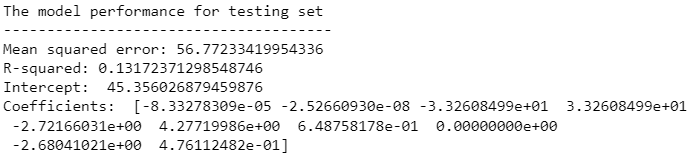 The model performance for testing set
-------------------------------------
Mean squared error: 56.77233419954336
R-squared: 0.13172371298548746
Intercept:  45.356026879459876
Coefficients:  [-8.33278309e-05 -2.52660930e-08 -3.32608499e+01  3.32608499e+01
 -2.72166031e+00  4.27719986e+00  6.48758178e-01  0.00000000e+00
 -2.68041021e+00  4.76112482e-01]